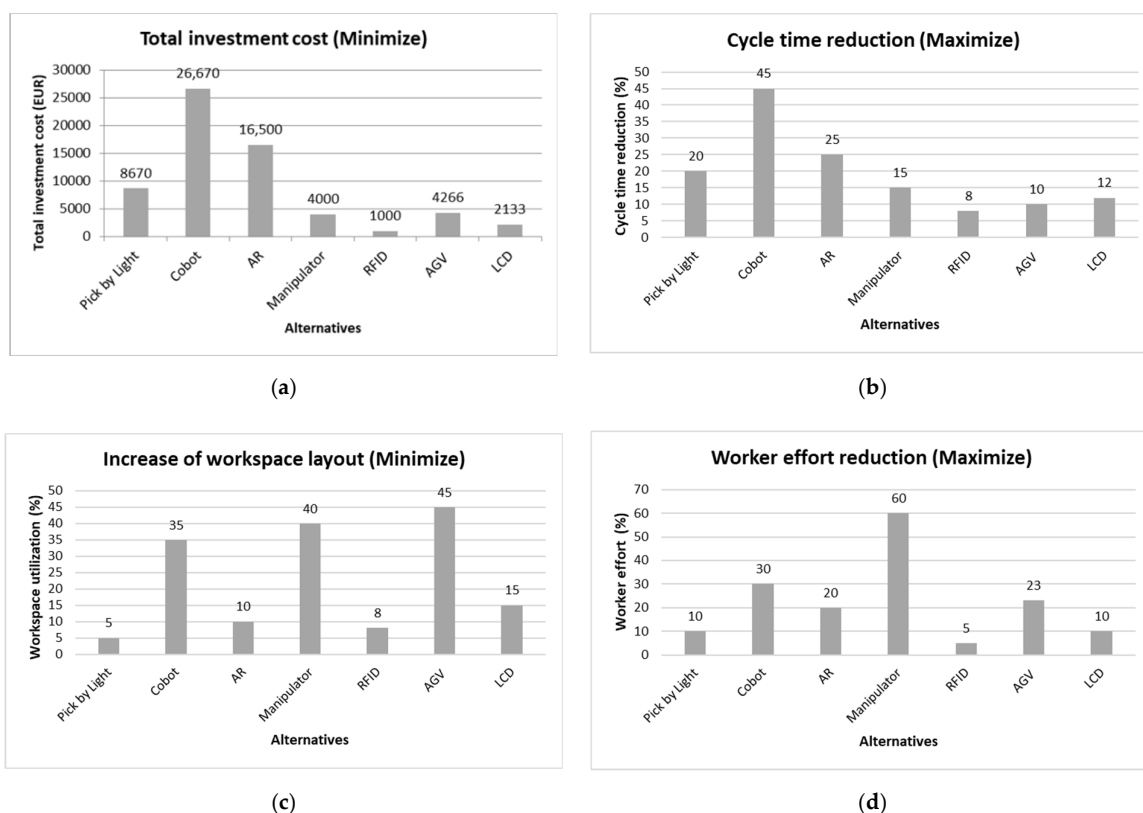 Total investment cost (Minimize)
Total investment cost (EUR)
30000
25000
20000
15000
10000
5000
0
8670
26,670
16,500
4000
1000
4266
2133
Pick by Light
Cobot
AR
Manipulator
RFID
AGV
LCD
Alternatives
(a)
Cycle time reduction (Maximize)
Cycle time reduction (%)
50
45
40
35
30
25
20
15
10
5
0
20
45
25
15
8
10
12
Pick by Light
Cobot
AR
Manipulator
RFID
AGV
LCD
Alternatives
(b)
Increase of workspace layout (Minimize)
Workspace utilization (%)
50
45
40
35
30
25
20
15
10
5
0
5
35
10
40
8
45
15
Pick by Light
Cobot
AR
Manipulator
RFID
AGV
LCD
Alternatives
(c)
Worker effort reduction (Maximize)
Worker effort (%)
70
60
50
40
30
20
10
0
10
30
20
60
5
23
10
Pick by Light
Cobot
AR
Manipulator
RFID
AGV
LCD
Alternatives
(d)